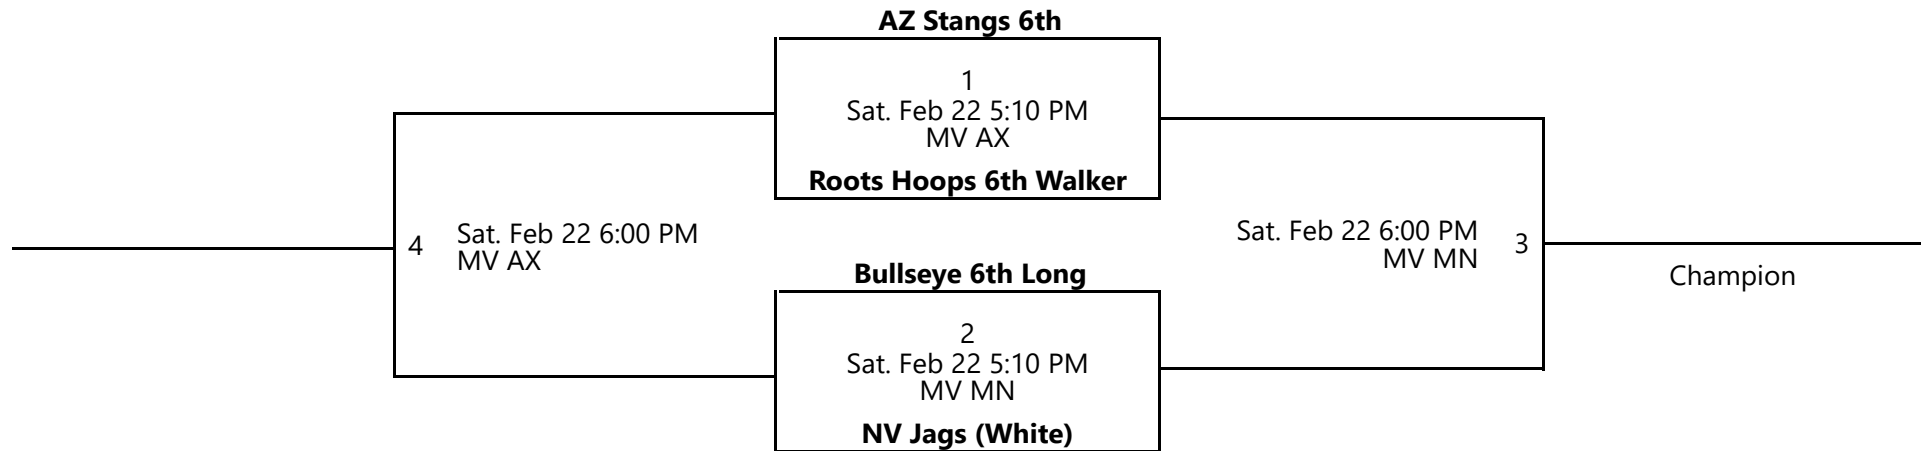 AZ Stangs 6th
1
Sat. Feb 22 5:10 PM
MV AX
Roots Hoops 6th Walker
4
Sat. Feb 22 6:00 PM
MV AX
Sat. Feb 22 6:00 PM
MV MN
3
Champion
Bullseye 6th Long
2
Sat. Feb 22 5:10 PM
MV MN
NV Jags (White)